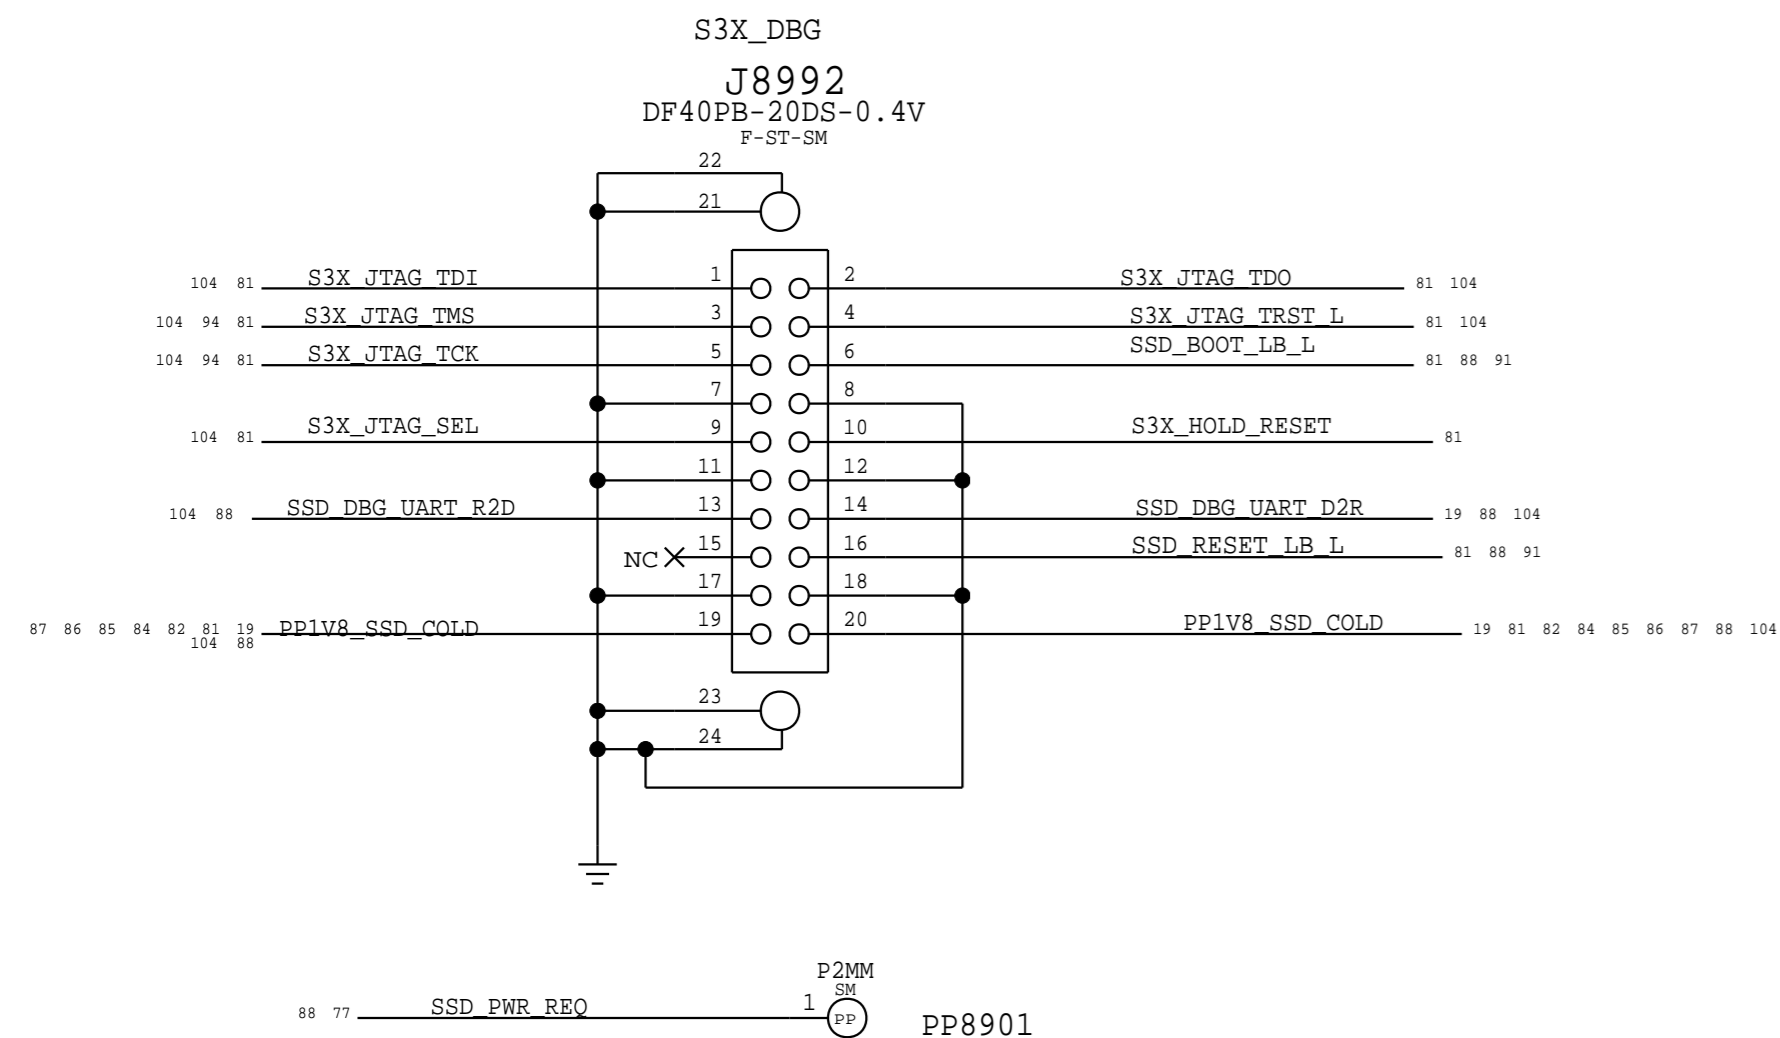 S3X_DBG
J8992
DF40PB-20DS-0.4V
F-ST-SM
22
21
104 81 S3X_JTAG_TDI 1 2 S3X_JTAG_TDO 81 104
104 94 81 S3X_JTAG_TMS 3 4 S3X_JTAG_TRST_L 81 104
104 94 81 S3X_JTAG_TCK 5 6 SSD_BOOT_LB_L 81 88 91
7 8
104 81 S3X_JTAG_SEL 9 10 S3X_HOLD_RESET 81
11 12
104 88 SSD_DBG_UART_R2D 13 14 SSD_DBG_UART_D2R 19 88 104
NC 15 16 SSD_RESET_LB_L 81 88 91
17 18
87 86 85 84 82 81 19 PP1V8_SSD_COLD 19 20 PP1V8_SSD_COLD 19 81 82 84 85 86 87 88 104
104 88
23
24
P2MM
SM
88 77 SSD_PWR_REQ 1 PP PP8901